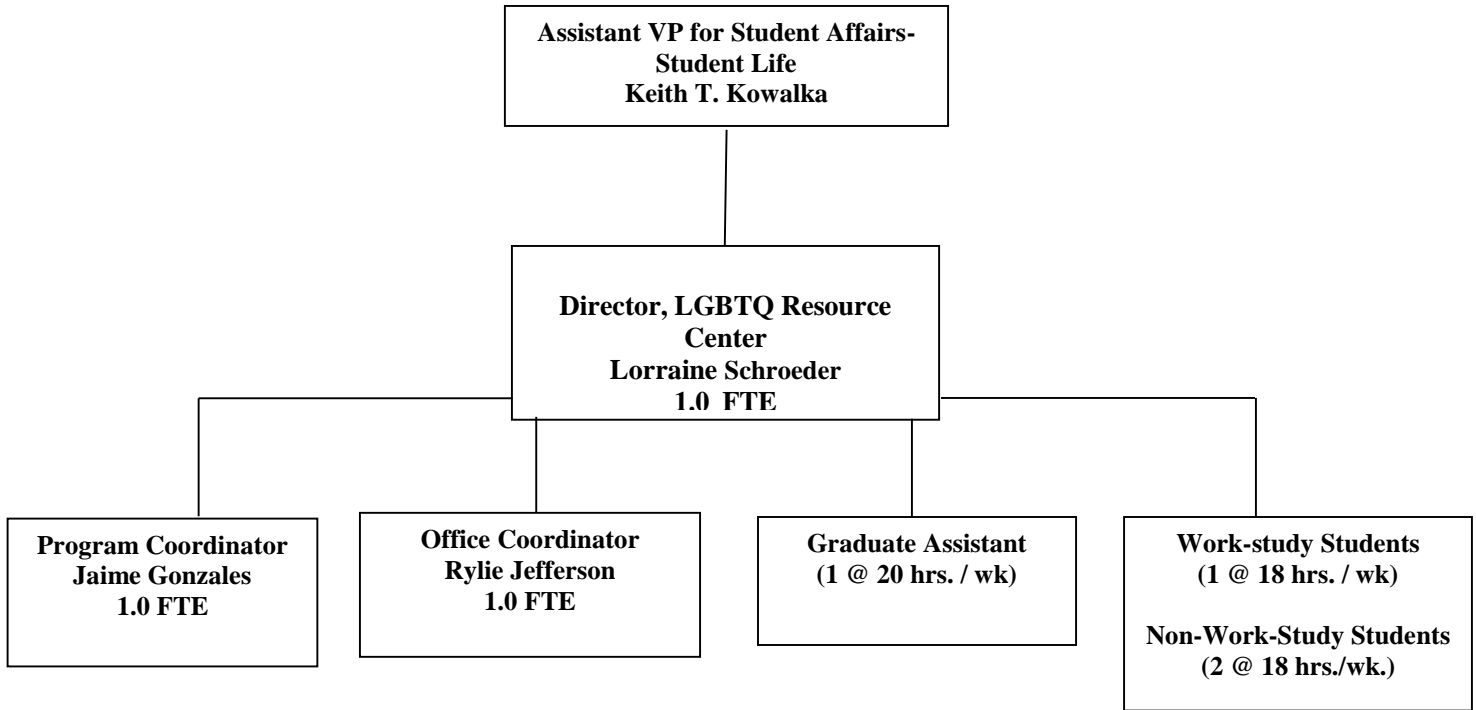 Assistant VP for Student Affairs-
Student Life
Keith T. Kowalka
Director, LGBTQ Resource
Center
Lorraine Schroeder
1.0 FTE
Program Coordinator
Jaime Gonzales
1.0 FTE
Office Coordinator
Rylie Jefferson
1.0 FTE
Graduate Assistant
(1 @ 20 hrs. / wk)
Work-study Students
(1 @ 18 hrs. / wk)
Non-Work-Study Students
(2 @ 18 hrs./wk.)